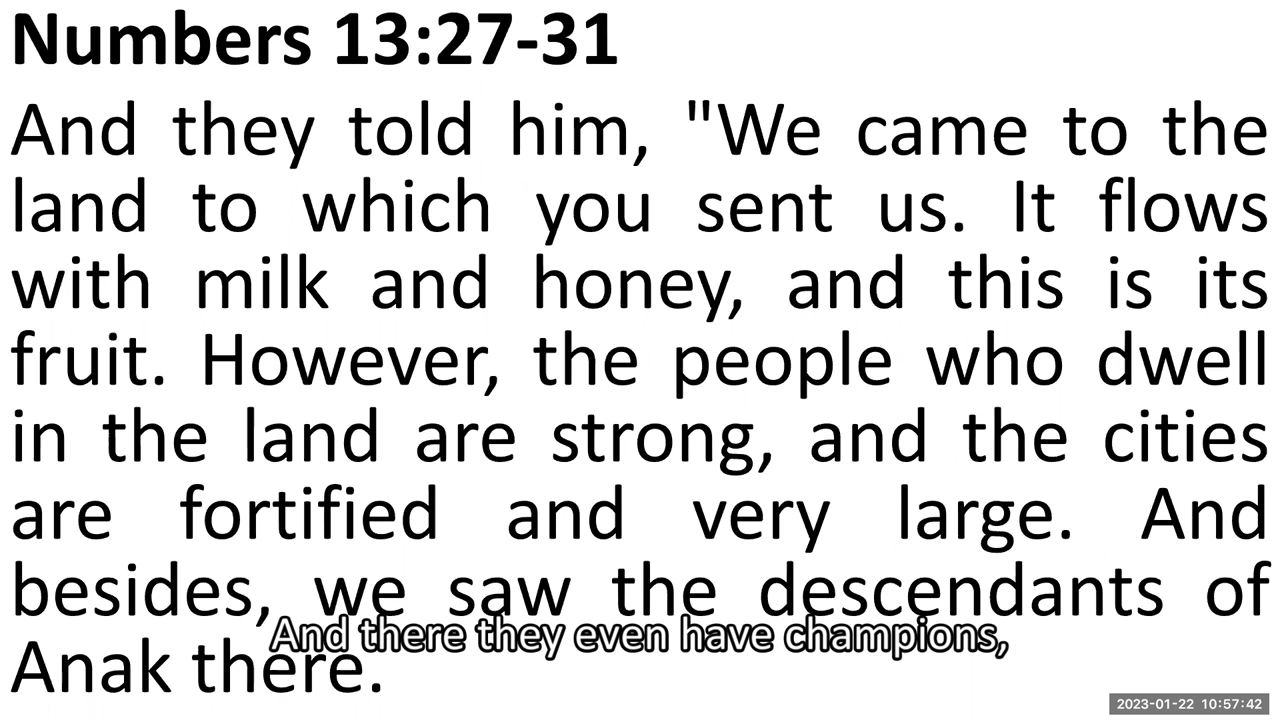 Numbers 13:27-31
And they told him, "We came to the
land to which you sent us. It flows
with milk and honey, and this is its
fruit. However, the people who dwell
in the land are strong, and the cities
are fortified and very large. And
besides, we saw the descendants of
And there they even have champions,
Anak there.
2023-01-22 10:57:42